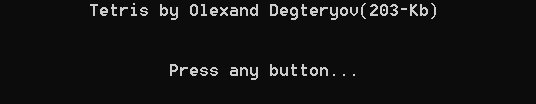 Tetris by Olexand Degteryov(203-Kb)
Press any button...